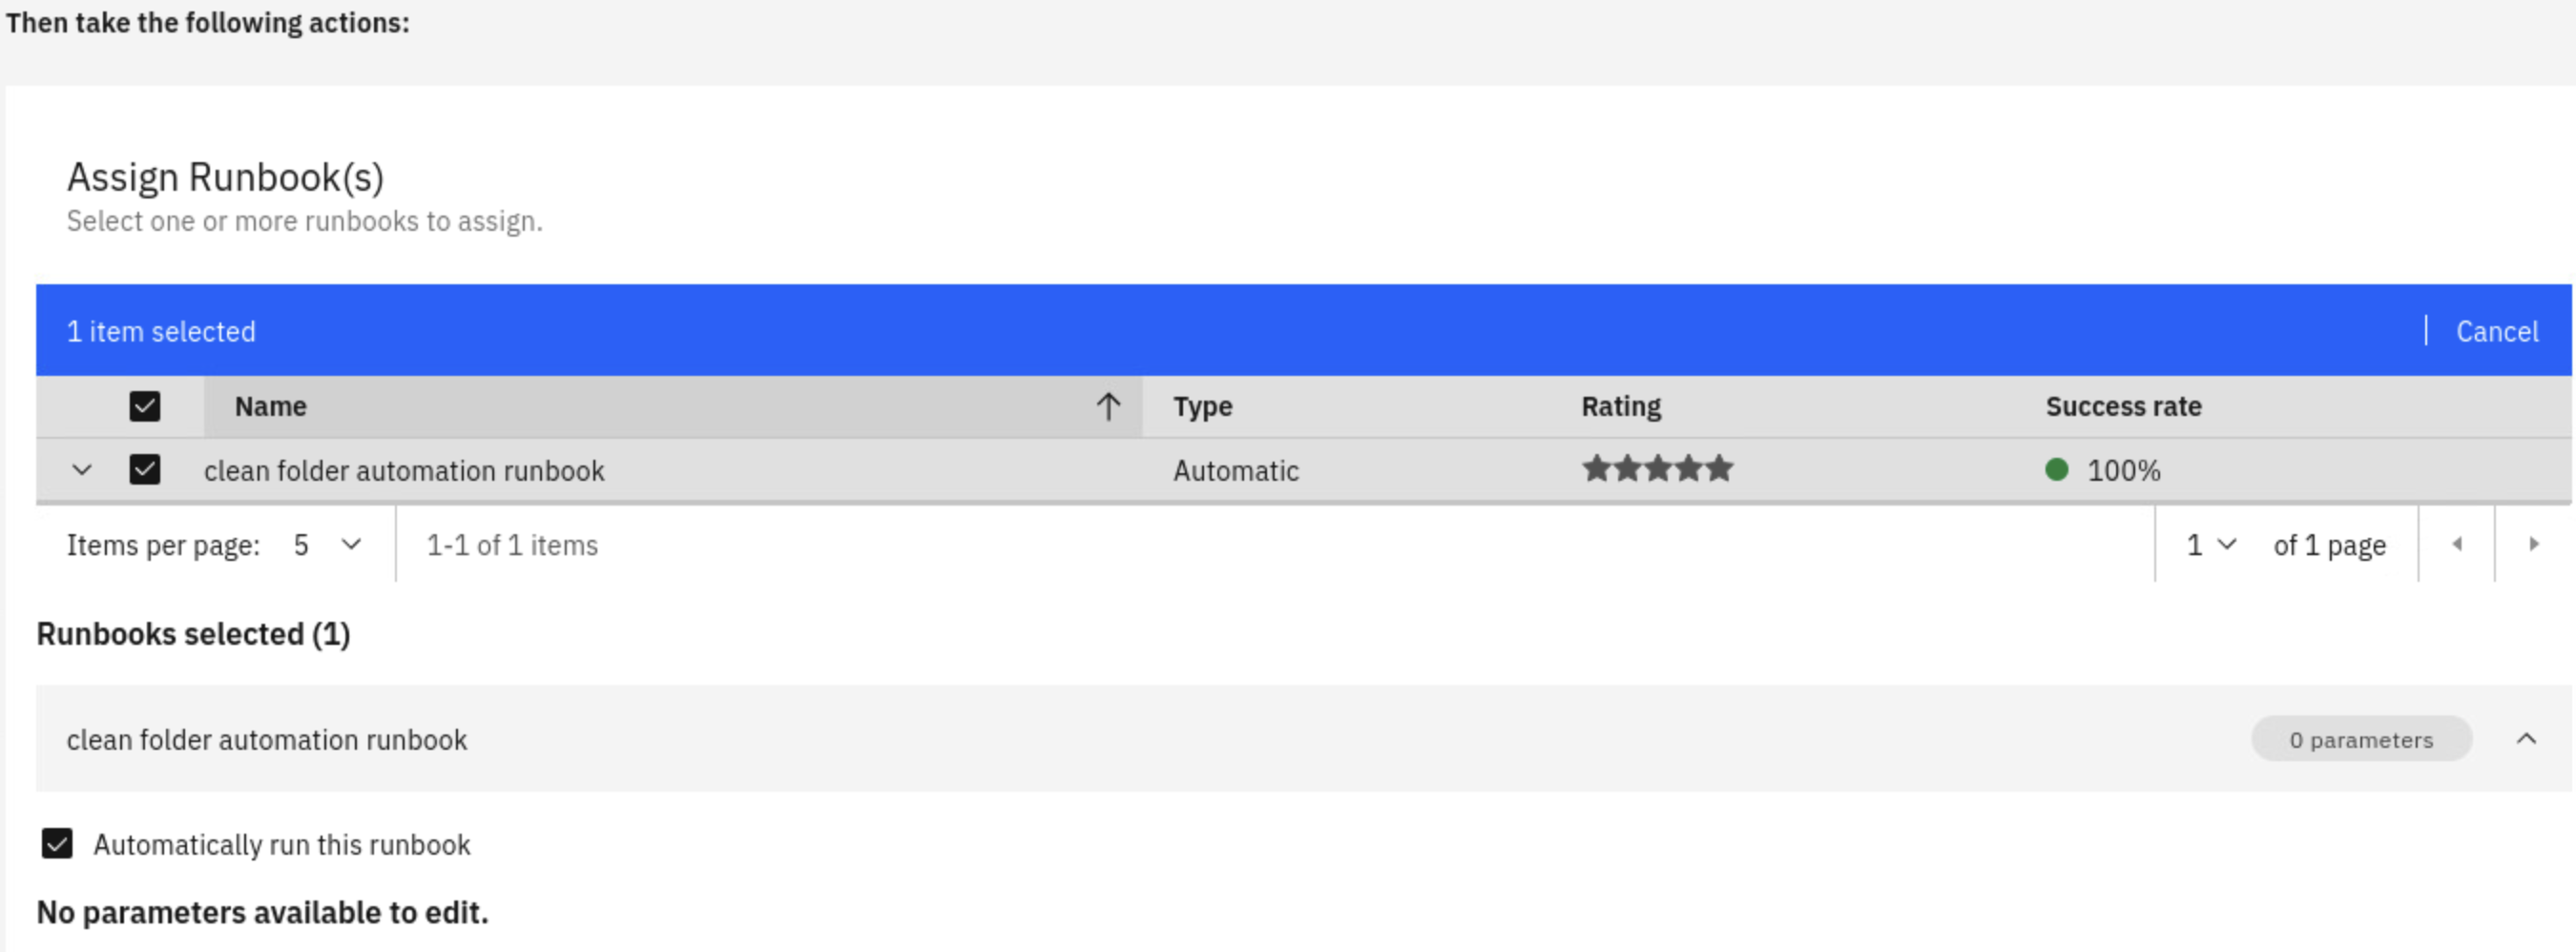 Then take the following actions:
Assign Runbook(s)
Select one or more runbooks to assign.
1 item selected Cancel
Name Type Rating Success rate
clean folder automation runbook Automatic 100%
Items per page: 5 1-1 of 1 items 1 of 1 page
Runbooks selected (1)
clean folder automation runbook 0 parameters
Automatically run this runbook
No parameters available to edit.